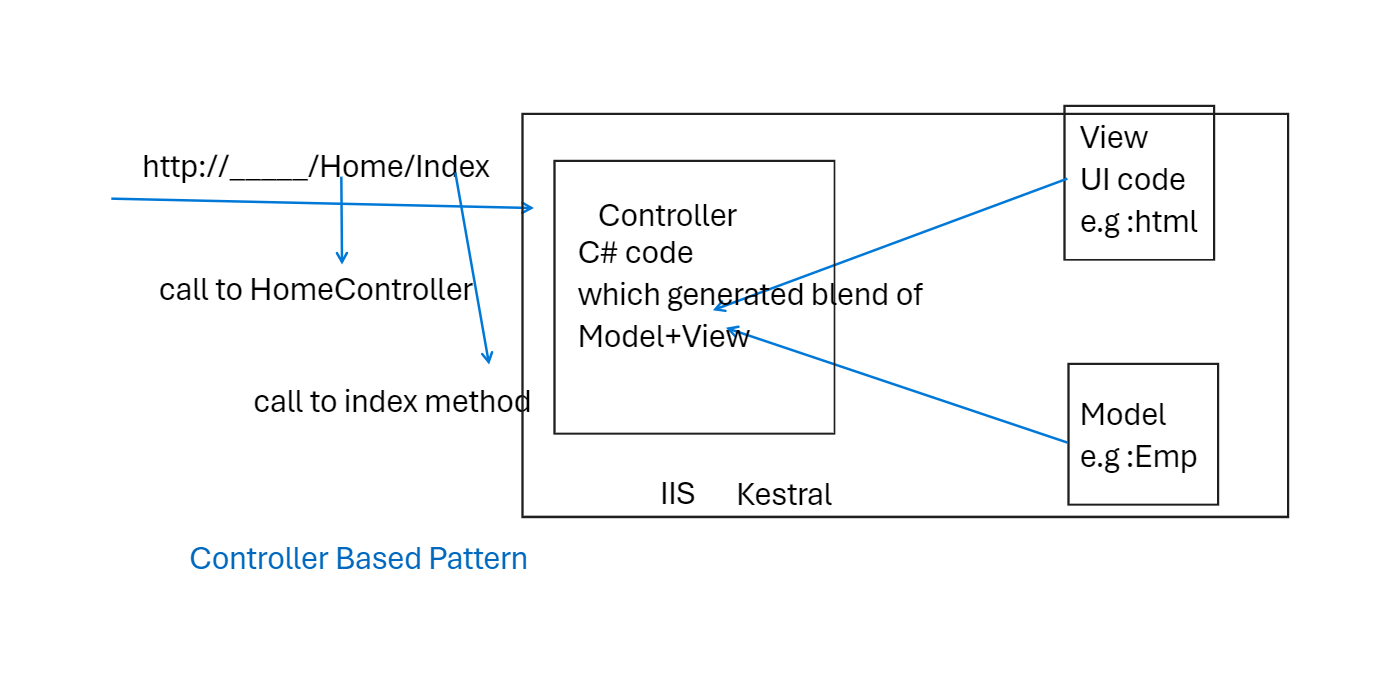 http://_____/Home/Index
call to HomeController
call to index method
Controller
C# code
which generated blend of
Model+View
View
UI code
e.g :html
Model
e.g :Emp
IIS
Kestral
Controller Based Pattern